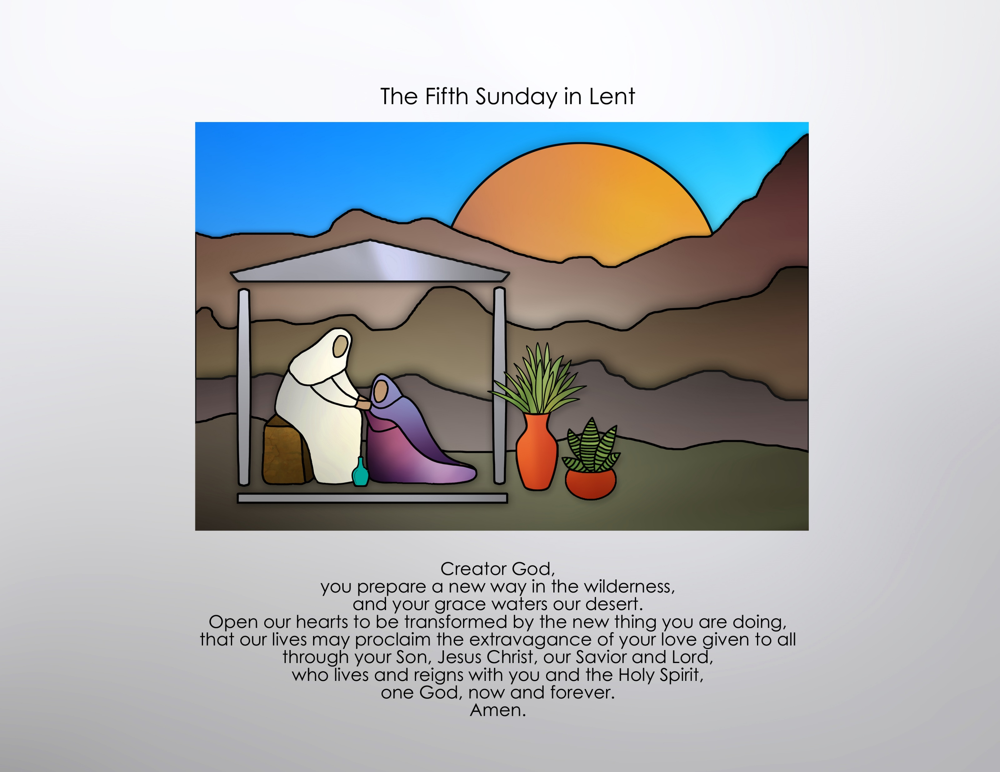 The Fifth Sunday in Lent
Creator God,
you prepare a new way in the wilderness,
and your grace waters our desert.
Open our hearts to be transformed by the new thing you are doing,
that our lives may proclaim the extravagance of your love given to all
through your Son, Jesus Christ, our Savior and Lord,
who lives and reigns with you and the Holy Spirit,
one God, now and forever.
Amen.